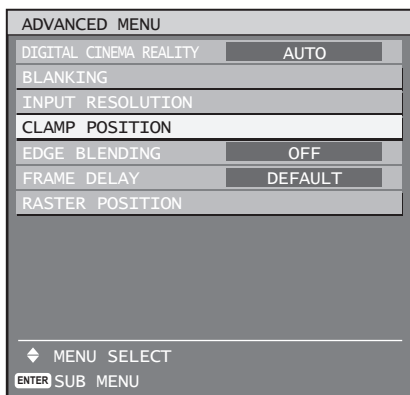 ADVANCED MENU
DIGITAL CINEMA REALITY AUTO
BLANKING
INPUT RESOLUTION
CLAMP POSITION
EDGE BLENDING OFF
FRAME DELAY DEFAULT
RASTER POSITION
MENU SELECT
ENTER SUB MENU